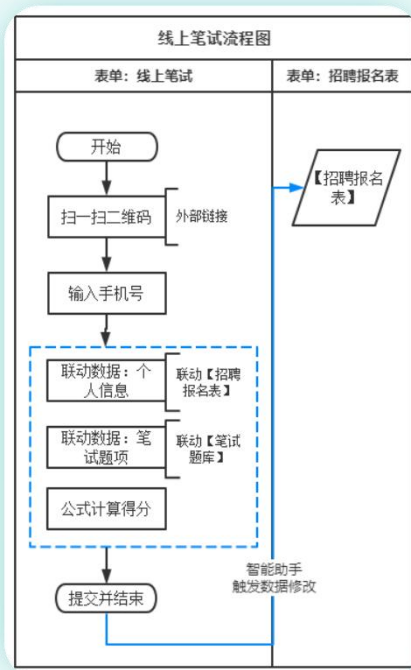 线上笔试流程图
表单：线上笔试
表单：招聘报名表
开始
扫一扫二维码
外部链接
【招聘报名
表】
输入手机号
联动数据：个
人信息
联动【招聘
报名表】
联动数据：笔
试题项
联动【笔试
题库】
公式计算得分
智能助手
触发数据修改
提交并结束